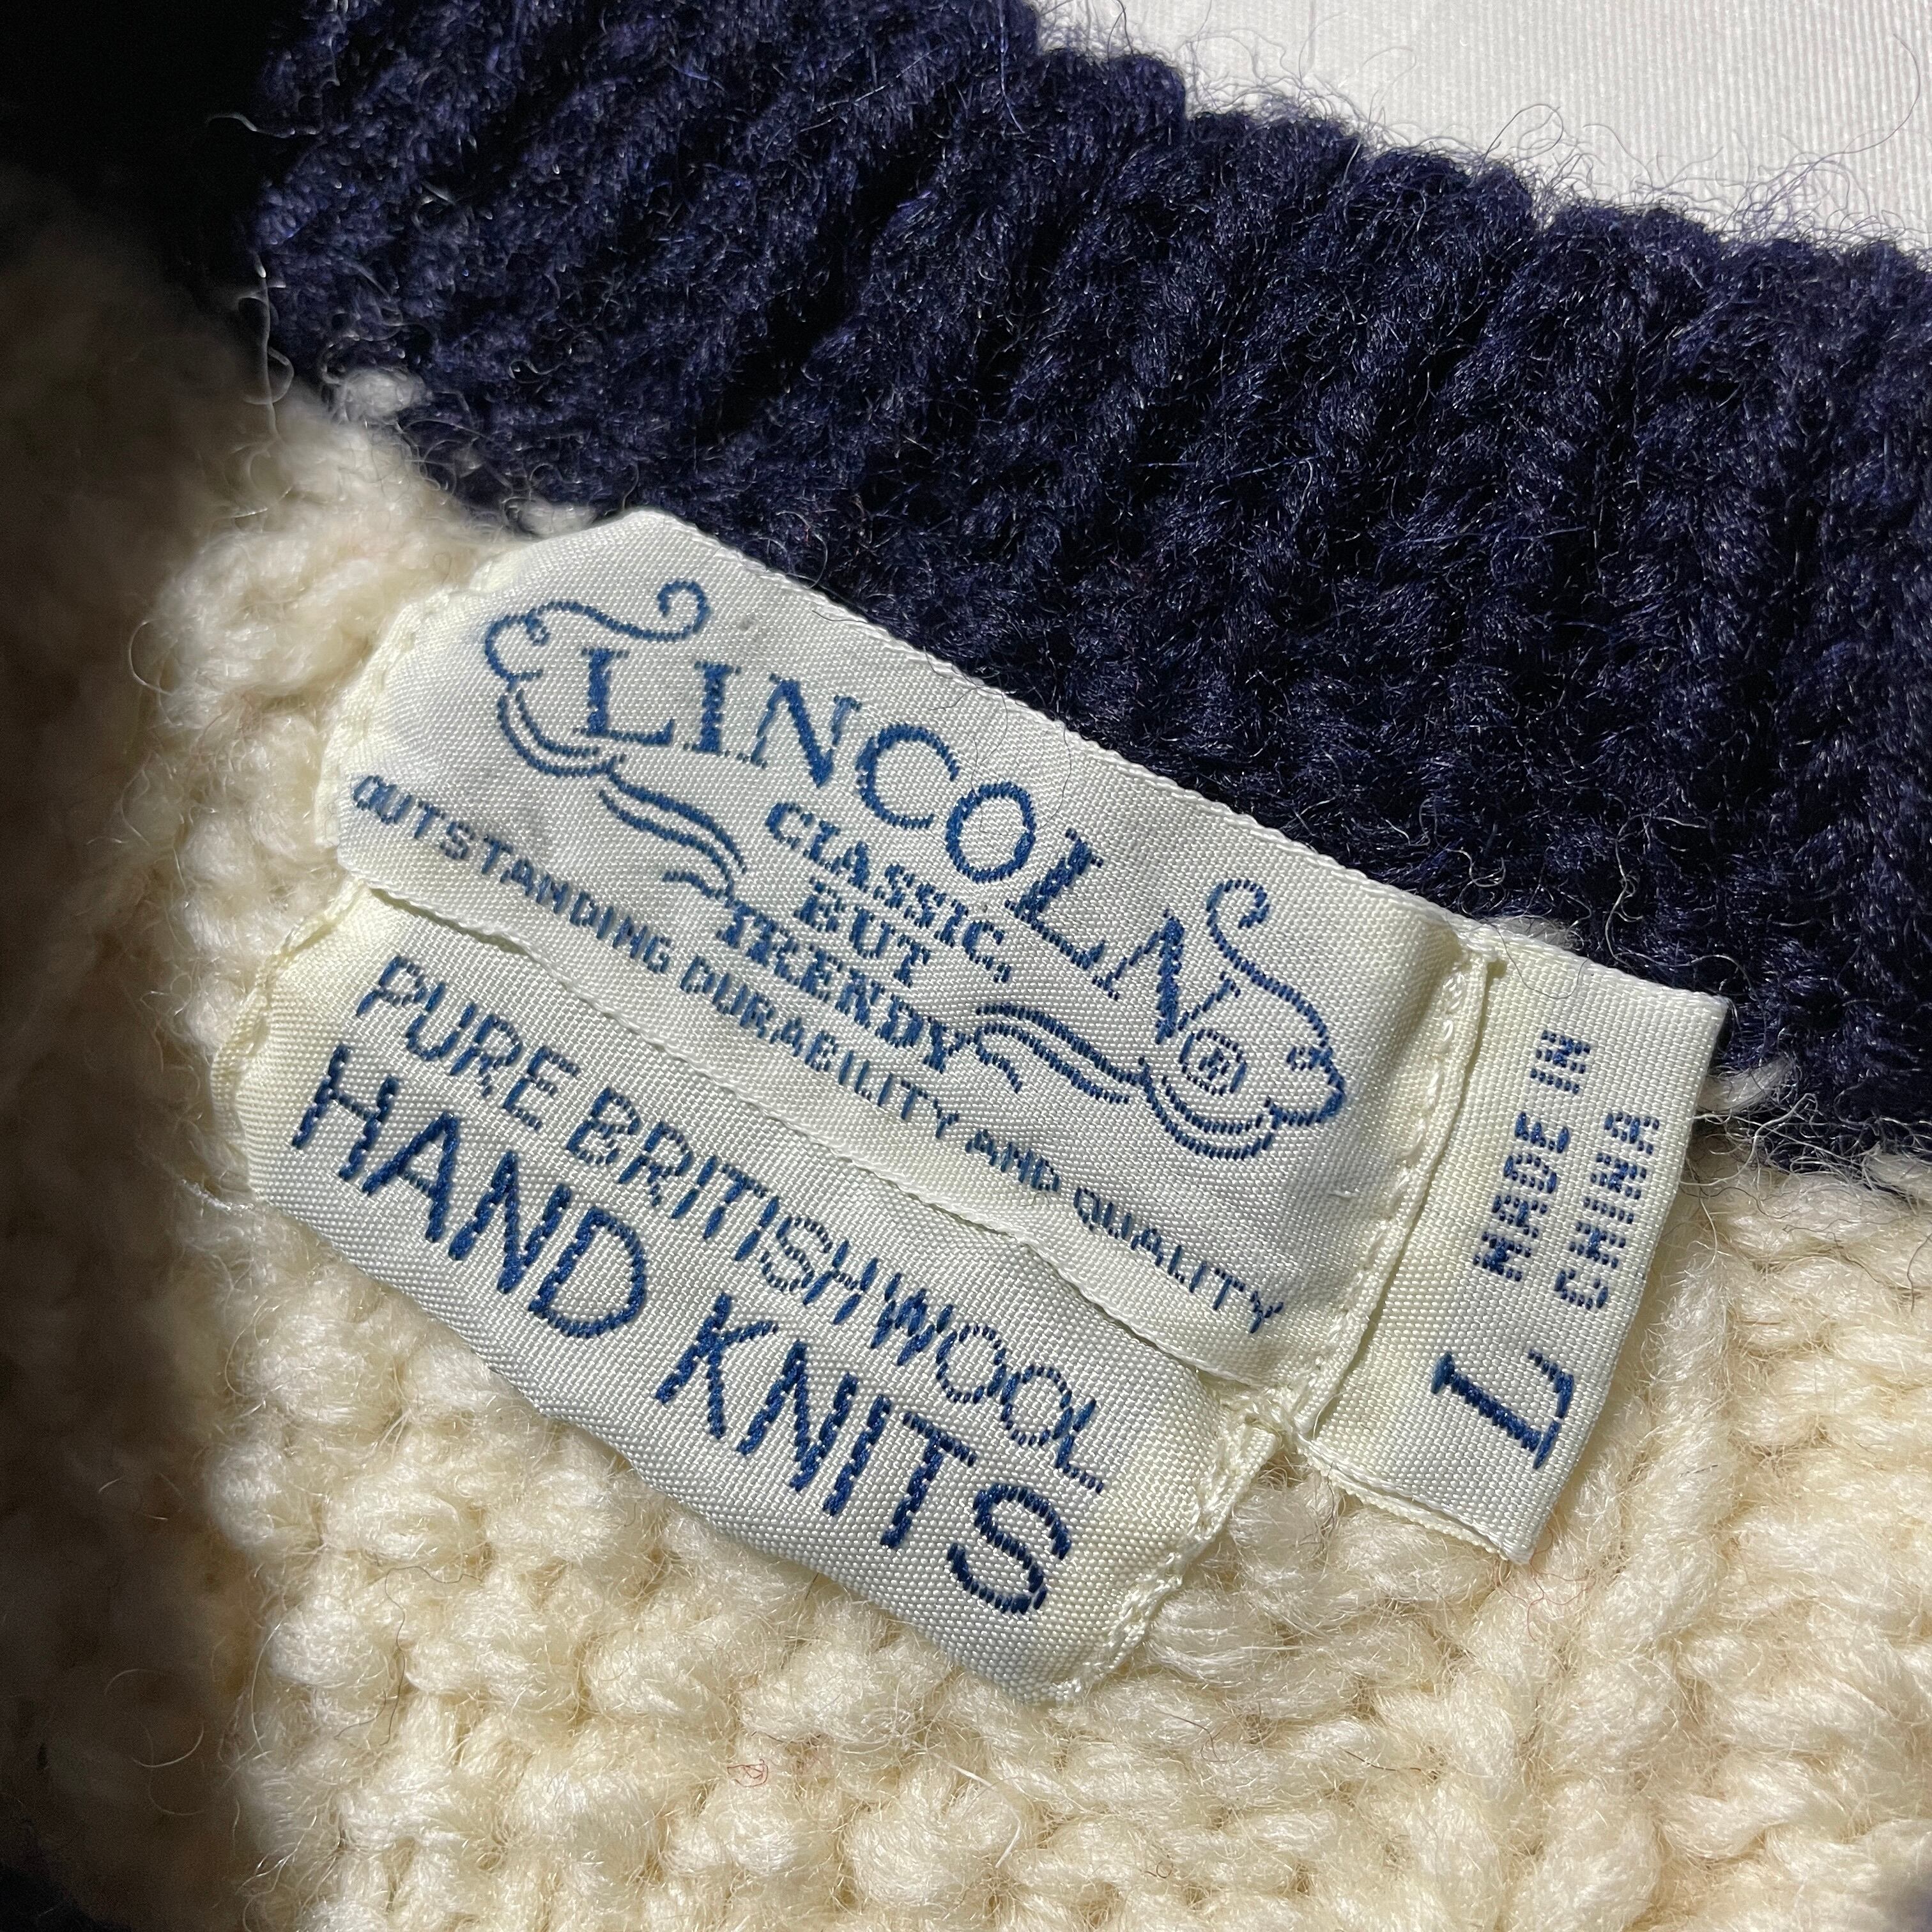 LINCOLN®
CLASSIC,
BUT
TRENDY
OUTSTANDING DURABILITY AND QUALITY
PURE BRITISH WOOL
HAND KNITS
MADE IN
CHINA
L